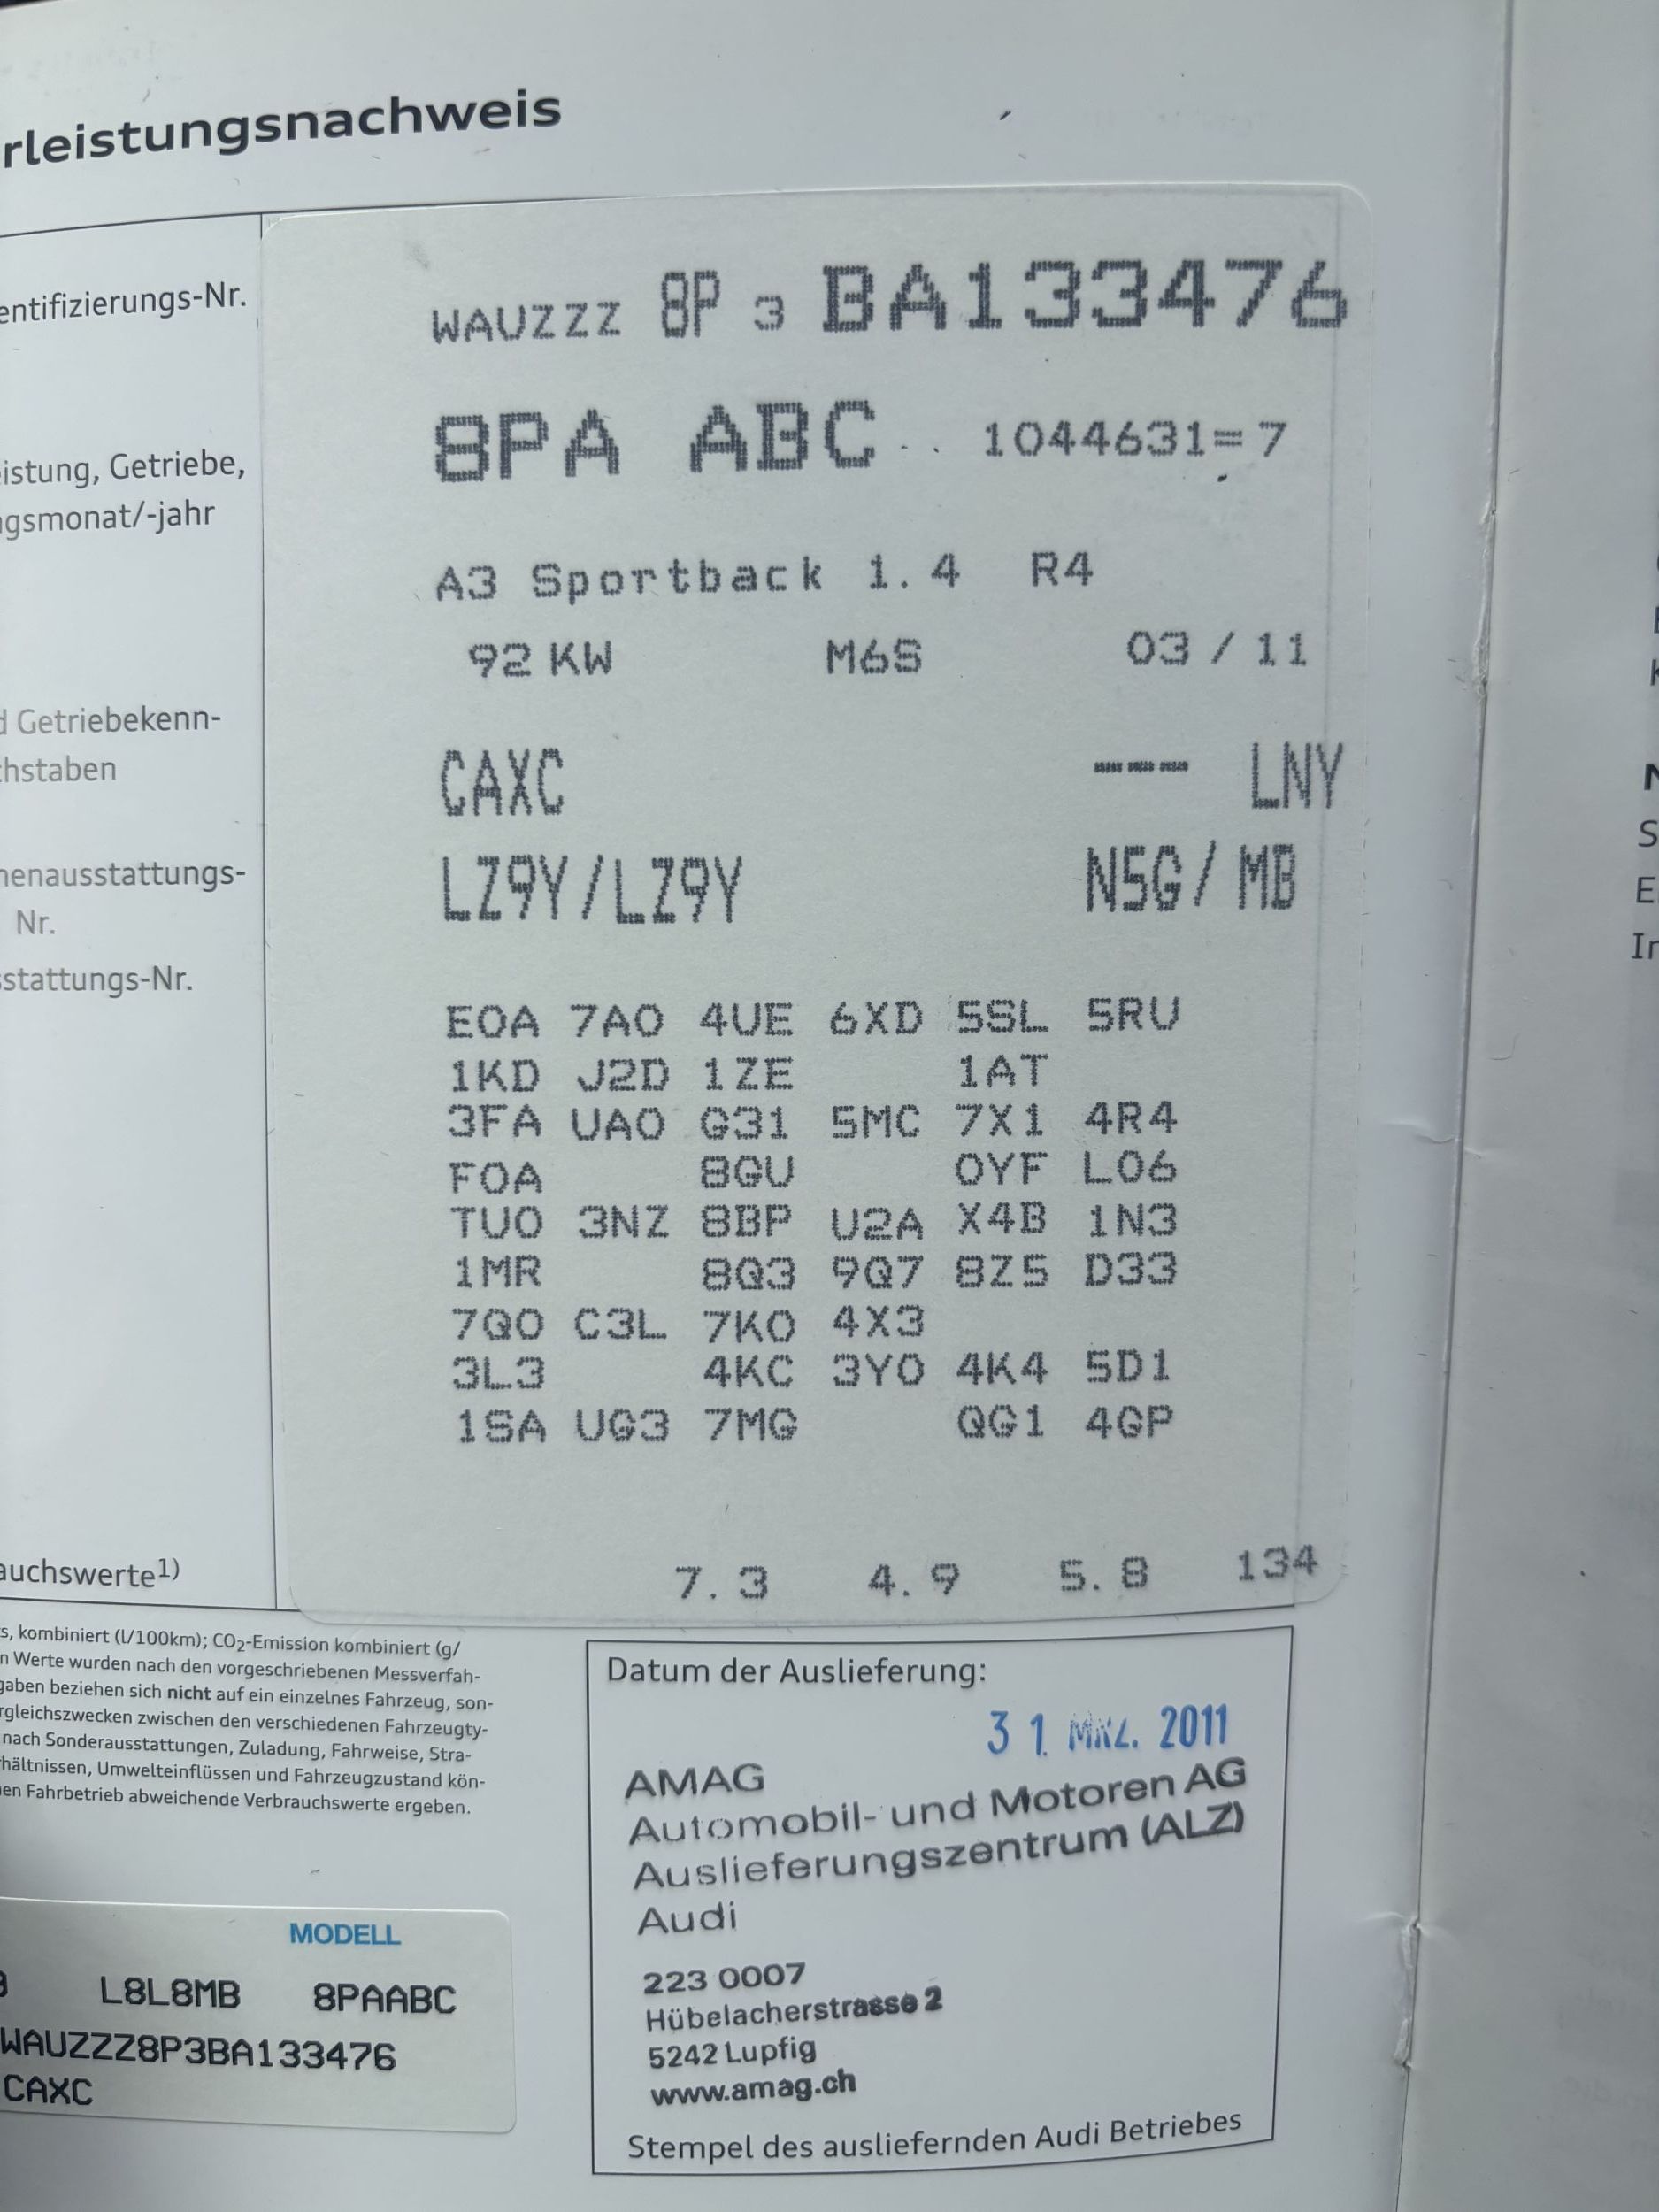 rleistungsnachweis
entifizierungs-Nr.
WAUZZZ 8P 3 BA133476
8PA ABC . . 1044631= 7
istung, Getriebe,
gsmonat/-jahr
A3 Sportback 1.4 R4
92 KW M6S 03 / 11
d Getriebekenn-
hstaben
CAXC --- LNY
LZ9Y/LZ9Y N5G/ MB
nenausstattungs-
Nr.
sstattungs-Nr.
E0A 7A0 4UE 6XD 5SL 5RU
1KD J2D 1ZE 1AT
3FA UA0 G31 5MC 7X1 4R4
F0A 8GU 0YF L06
TU0 3NZ 8BP U2A X4B 1N3
1MR 8Q3 9Q7 8Z5 D33
7Q0 C3L 7K0 4X3
3L3 4KC 3Y0 4K4 5D1
1SA UG3 7MG QG1 4GP
auchswerte1)
7.3 4.9 5.8 134
s, kombiniert (l/100km); CO2-Emission kombiniert (g/
n Werte wurden nach den vorgeschriebenen Messverfah-
gaben beziehen sich nicht auf ein einzelnes Fahrzeug, son-
rgleichszwecken zwischen den verschiedenen Fahrzeugty-
nach Sonderausstattungen, Zuladung, Fahrweise, Stra-
hältnissen, Umwelteinflüssen und Fahrzeugzustand kön-
en Fahrbetrieb abweichende Verbrauchswerte ergeben.
Datum der Auslieferung:
31. MRZ. 2011
AMAG
Automobil- und Motoren AG
Auslieferungszentrum (ALZ)
Audi
223 0007
Hübelacherstrasse 2
5242 Lupfig
www.amag.ch
Stempel des ausliefernden Audi Betriebes
MODELL
L8L8MB 8PAABC
WAUZZZ8P3BA133476
CAXC